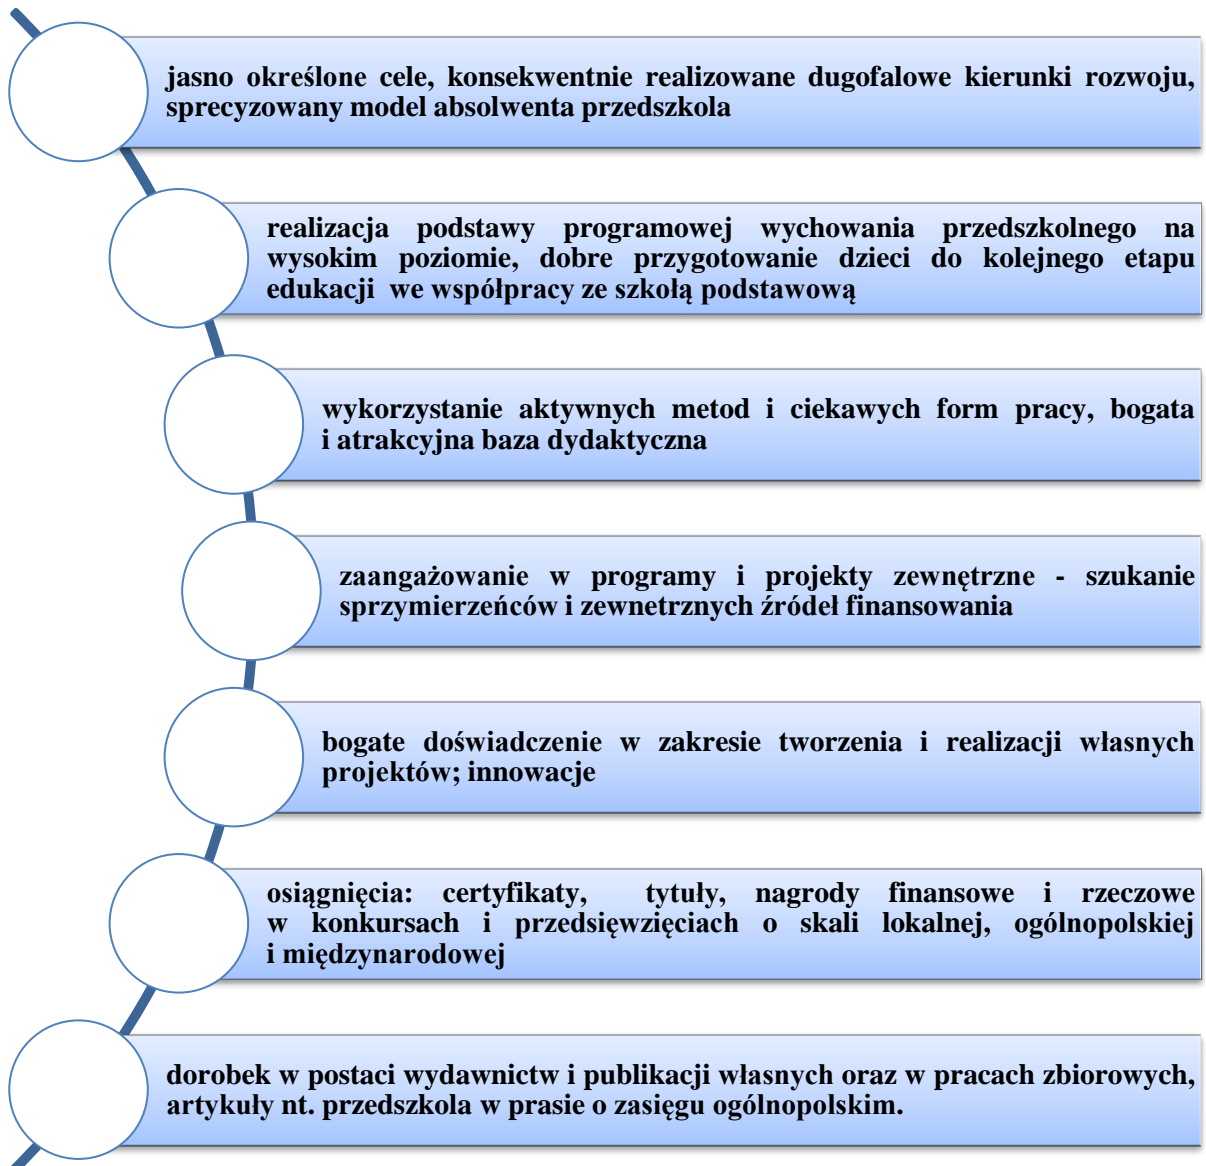 jasno określone cele, konsekwentnie realizowane dugofalowe kierunki rozwoju,
sprecyzowany model absolwenta przedszkola
realizacja podstawy programowej wychowania przedszkolnego na
wysokim poziomie, dobre przygotowanie dzieci do kolejnego etapu
edukacji we współpracy ze szkołą podstawową
wykorzystanie aktywnych metod i ciekawych form pracy, bogata
i atrakcyjna baza dydaktyczna
zaangażowanie w programy i projekty zewnętrzne - szukanie
sprzymierzeńców i zewnetrznych źródeł finansowania
bogate doświadczenie w zakresie tworzenia i realizacji własnych
projektów; innowacje
osiągnięcia: certyfikaty, tytuły, nagrody finansowe i rzeczowe
w konkursach i przedsięwzięciach o skali lokalnej, ogólnopolskiej
i międzynarodowej
dorobek w postaci wydawnictw i publikacji własnych oraz w pracach zbiorowych,
artykuły nt. przedszkola w prasie o zasięgu ogólnopolskim.